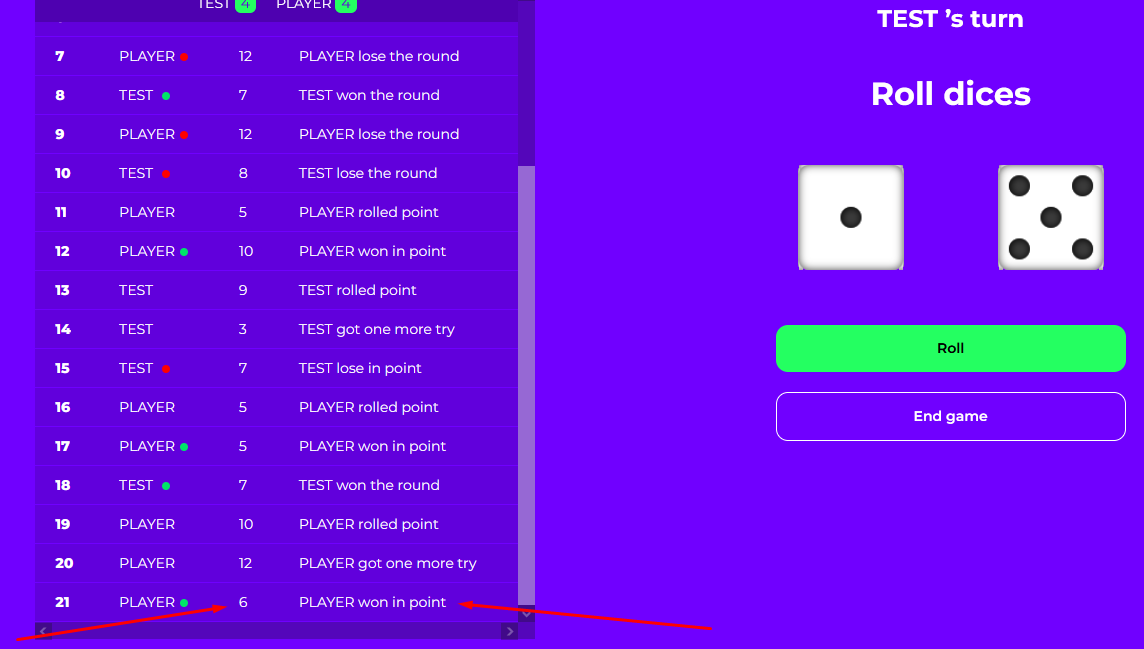 TEST 4 PLAYER 4
7 PLAYER 12 PLAYER lose the round
8 TEST 7 TEST won the round
9 PLAYER 12 PLAYER lose the round
10 TEST 8 TEST lose the round
11 PLAYER 5 PLAYER rolled point
12 PLAYER 10 PLAYER won in point
13 TEST 9 TEST rolled point
14 TEST 3 TEST got one more try
15 TEST 7 TEST lose in point
16 PLAYER 5 PLAYER rolled point
17 PLAYER 5 PLAYER won in point
18 TEST 7 TEST won the round
19 PLAYER 10 PLAYER rolled point
20 PLAYER 12 PLAYER got one more try
21 PLAYER 6 PLAYER won in point
TEST ’s turn
Roll dices
Roll
End game